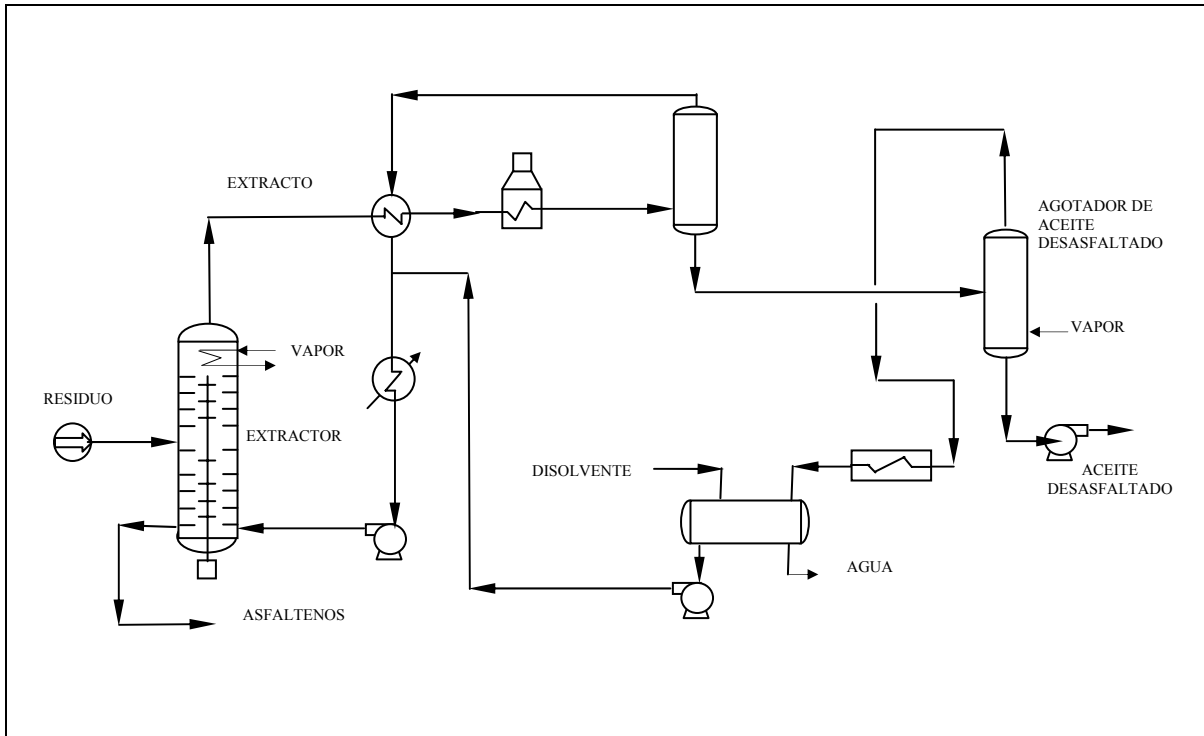 EXTRACTO
AGOTADOR DE
ACEITE
DESASFALTADO
VAPOR
VAPOR
RESIDUO
EXTRACTOR
DISOLVENTE
ACEITE
DESASFALTADO
AGUA
ASFALTENOS